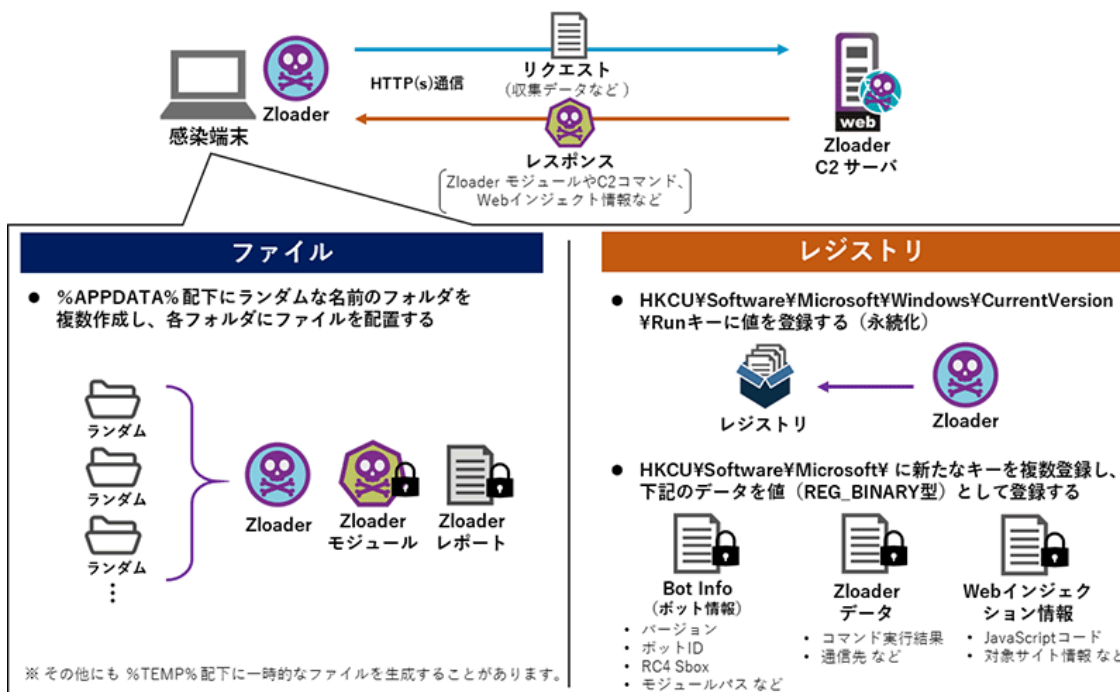 リクエスト
(収集データなど )
HTTP(s)通信
Zloader
感染端末
web
Zloader
C2 サーバ
レスポンス
Zloader モジュールやC2コマンド、
Webインジェクト情報など
ファイル
● %APPDATA% 配下にランダムな名前のフォルダを
複数作成し、各フォルダにファイルを配置する
ランダム
ランダム
ランダム
⋮
Zloader
Zloader
モジュール
Zloader
レポート
※ その他にも %TEMP% 配下に一時的なファイルを生成することがあります。
レジストリ
● HKCU¥Software¥Microsoft¥Windows¥CurrentVersion
¥Runキーに値を登録する（永続化）
レジストリ
Zloader
● HKCU¥Software¥Microsoft¥ に新たなキーを複数登録し、
下記のデータを値（REG_BINARY型）として登録する
Bot Info
（ボット情報）
• バージョン
• ボットID
• RC4 Sbox
• モジュールパス など
Zloader
データ
• コマンド実行結果
• 通信先 など
Webインジェク
ション情報
• JavaScriptコード
• 対象サイト情報 など